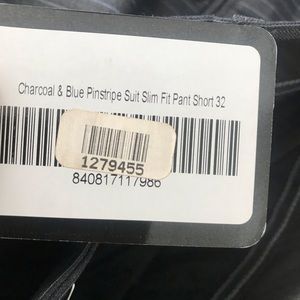 Charcoal & Blue Pinstripe Suit Slim Fit Pant Short 32
1279455
840817117986